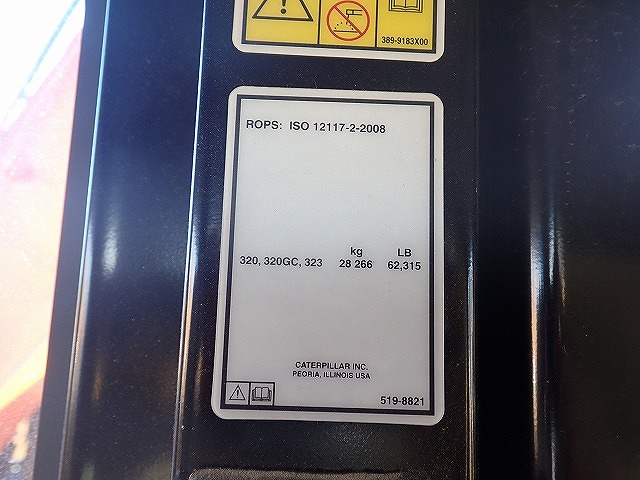 389-9183X00
ROPS: ISO 12117-2-2008
kg LB
320, 320GC, 323 28 266 62,315
CATERPILLAR INC.
PEORIA, ILLINOIS USA
519-8821